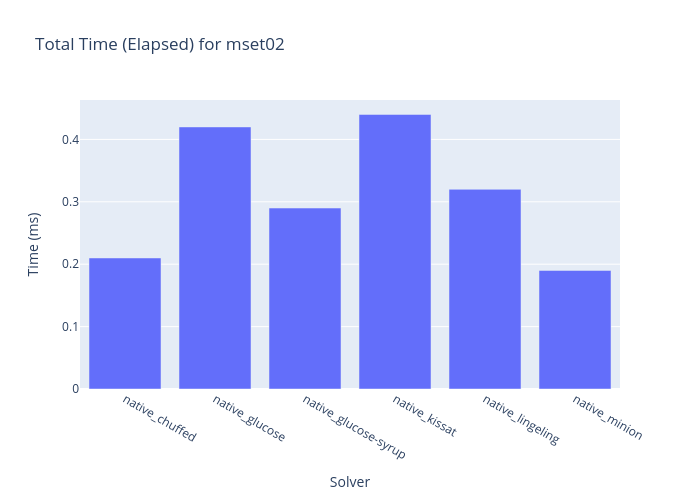 Total Time (Elapsed) for mset02
Time (ms)
0.4
0.3
0.2
0.1
0
native_chuffed
native_glucose
native_glucose-syrup
native_kissat
native_lingeling
native_minion
Solver